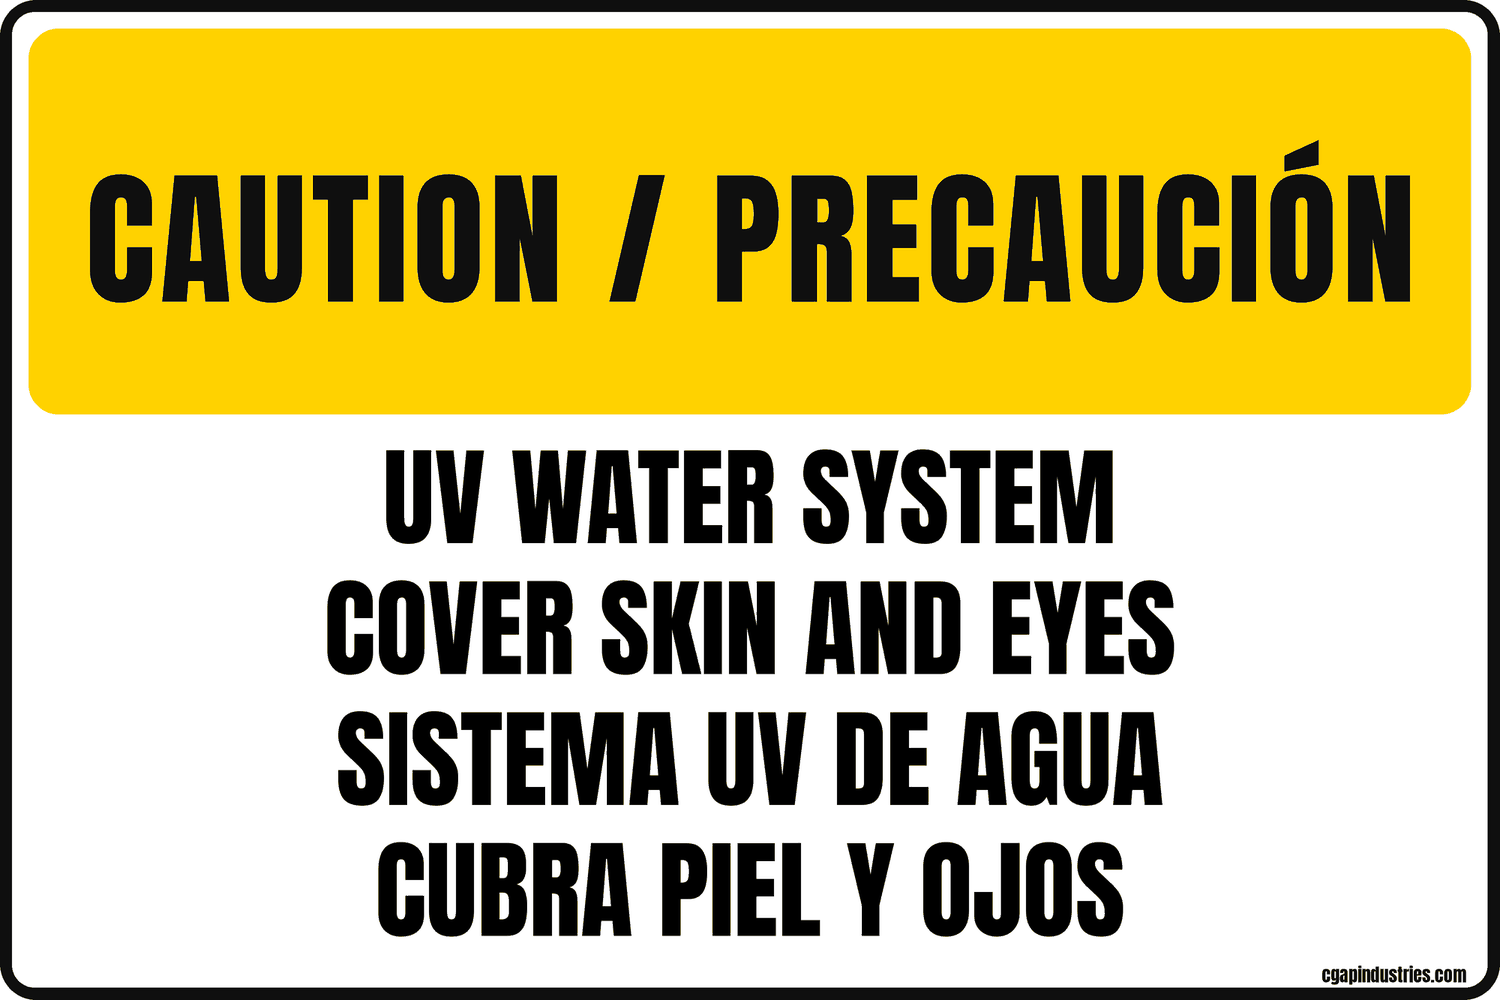 CAUTION / PRECAUCIÓN
UV WATER SYSTEM
COVER SKIN AND EYES
SISTEMA UV DE AGUA
CUBRA PIEL Y OJOS
cgapindustries.com